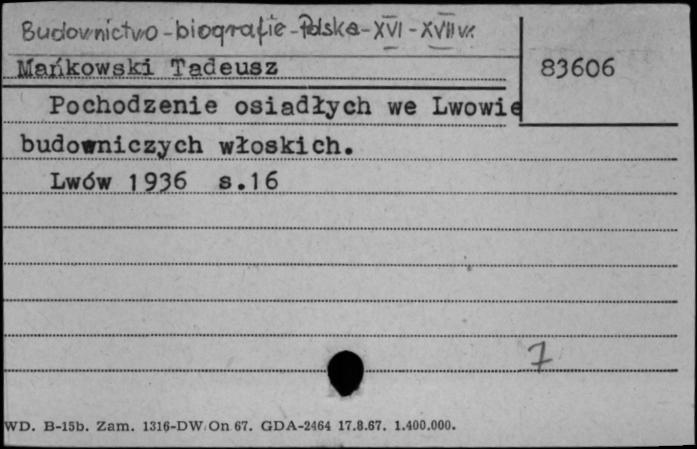 Budownictwo - biografie - Polska - XVI - XVII w.
Mańkowski Tadeusz
83606
Pochodzenie osiadłych we Lwowie
budowniczych włoskich.
Lwów 1936 s.16
7
WD. B-15b. Zam. 1316-DW On 67. GDA-2464 17.8.67. 1.400.000.